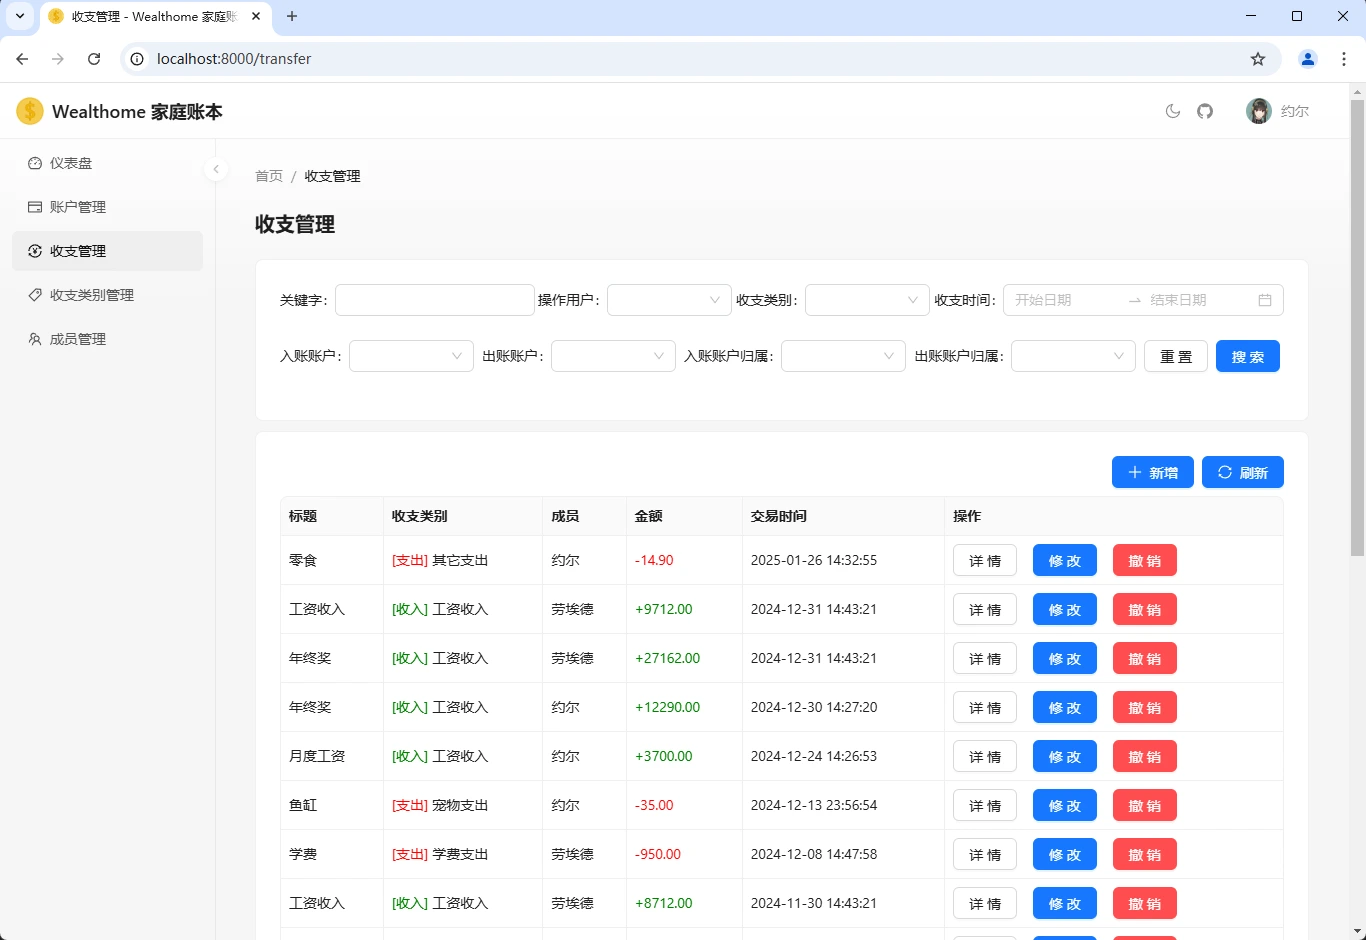 收支管理 - Wealthome 家庭账
localhost:8000/transfer
Wealthome 家庭账本
约尔
仪表盘
账户管理
收支管理
收支类别管理
成员管理
首页 / 收支管理
收支管理
关键字: 操作用户: 收支类别: 收支时间: 开始日期 结束日期
入账账户: 出账账户: 入账账户归属: 出账账户归属: 重 置 搜 索
新增 刷新
标题 收支类别 成员 金额 交易时间 操作
零食 [支出] 其它支出 约尔 -14.90 2025-01-26 14:32:55 详 情 修 改 撤 销
工资收入 [收入] 工资收入 劳埃德 +9712.00 2024-12-31 14:43:21 详 情 修 改 撤 销
年终奖 [收入] 工资收入 劳埃德 +27162.00 2024-12-31 14:43:21 详 情 修 改 撤 销
年终奖 [收入] 工资收入 约尔 +12290.00 2024-12-30 14:27:20 详 情 修 改 撤 销
月度工资 [收入] 工资收入 约尔 +3700.00 2024-12-24 14:26:53 详 情 修 改 撤 销
鱼缸 [支出] 宠物支出 约尔 -35.00 2024-12-13 23:56:54 详 情 修 改 撤 销
学费 [支出] 学费支出 劳埃德 -950.00 2024-12-08 14:47:58 详 情 修 改 撤 销
工资收入 [收入] 工资收入 劳埃德 +8712.00 2024-11-30 14:43:21 详 情 修 改 撤 销